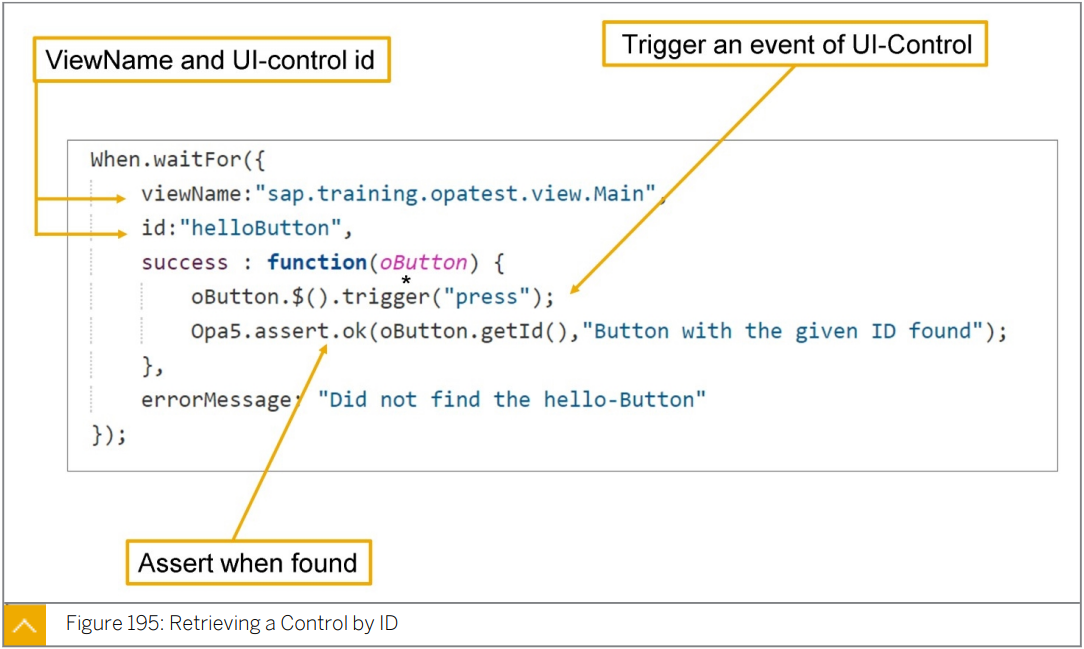 ViewName and UI-control id
Trigger an event of UI-Control
When.waitFor({
viewName:"sap.training.opatest.view.Main",
id:"helloButton",
success : function(oButton) {
*
oButton.$().trigger("press");
Opa5.assert.ok(oButton.getId(),"Button with the given ID found");
},
errorMessage: "Did not find the hello-Button"
});
Assert when found
Figure 195: Retrieving a Control by ID